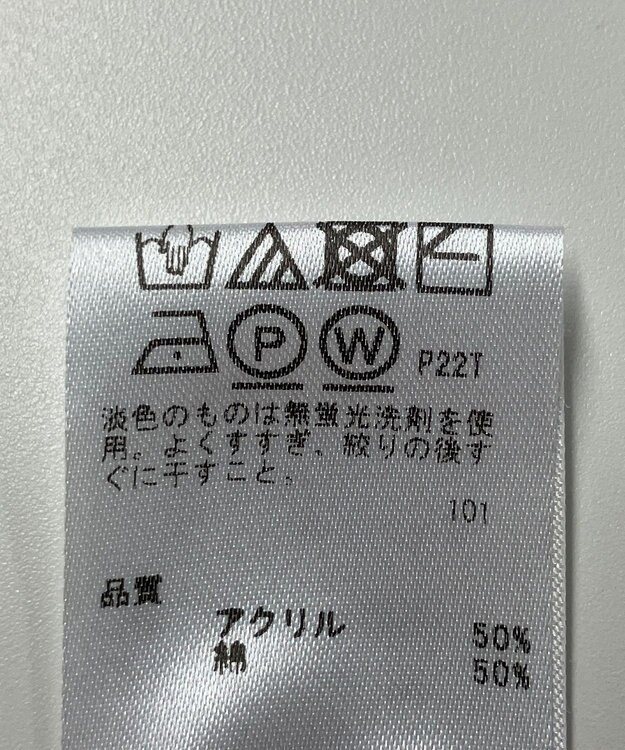 P W P22T
淡色のものは無蛍光洗剤を使
用。よくすすぎ、絞りの後す
ぐに干すこと。
101
品質
アクリル 50%
綿 50%